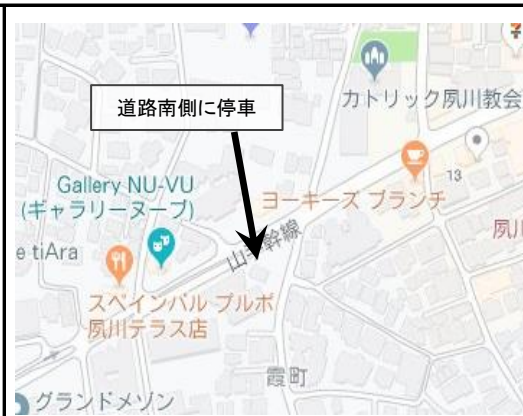 道路南側に停車
カトリック夙川教会
Gallery NU-VU
(ギャラリーヌーブ)
ヨーキーズ ブランチ
13
夙川
e tiAra
山手幹線
スペインバル ブルボ
夙川テラス店
霞町
グランドメゾン